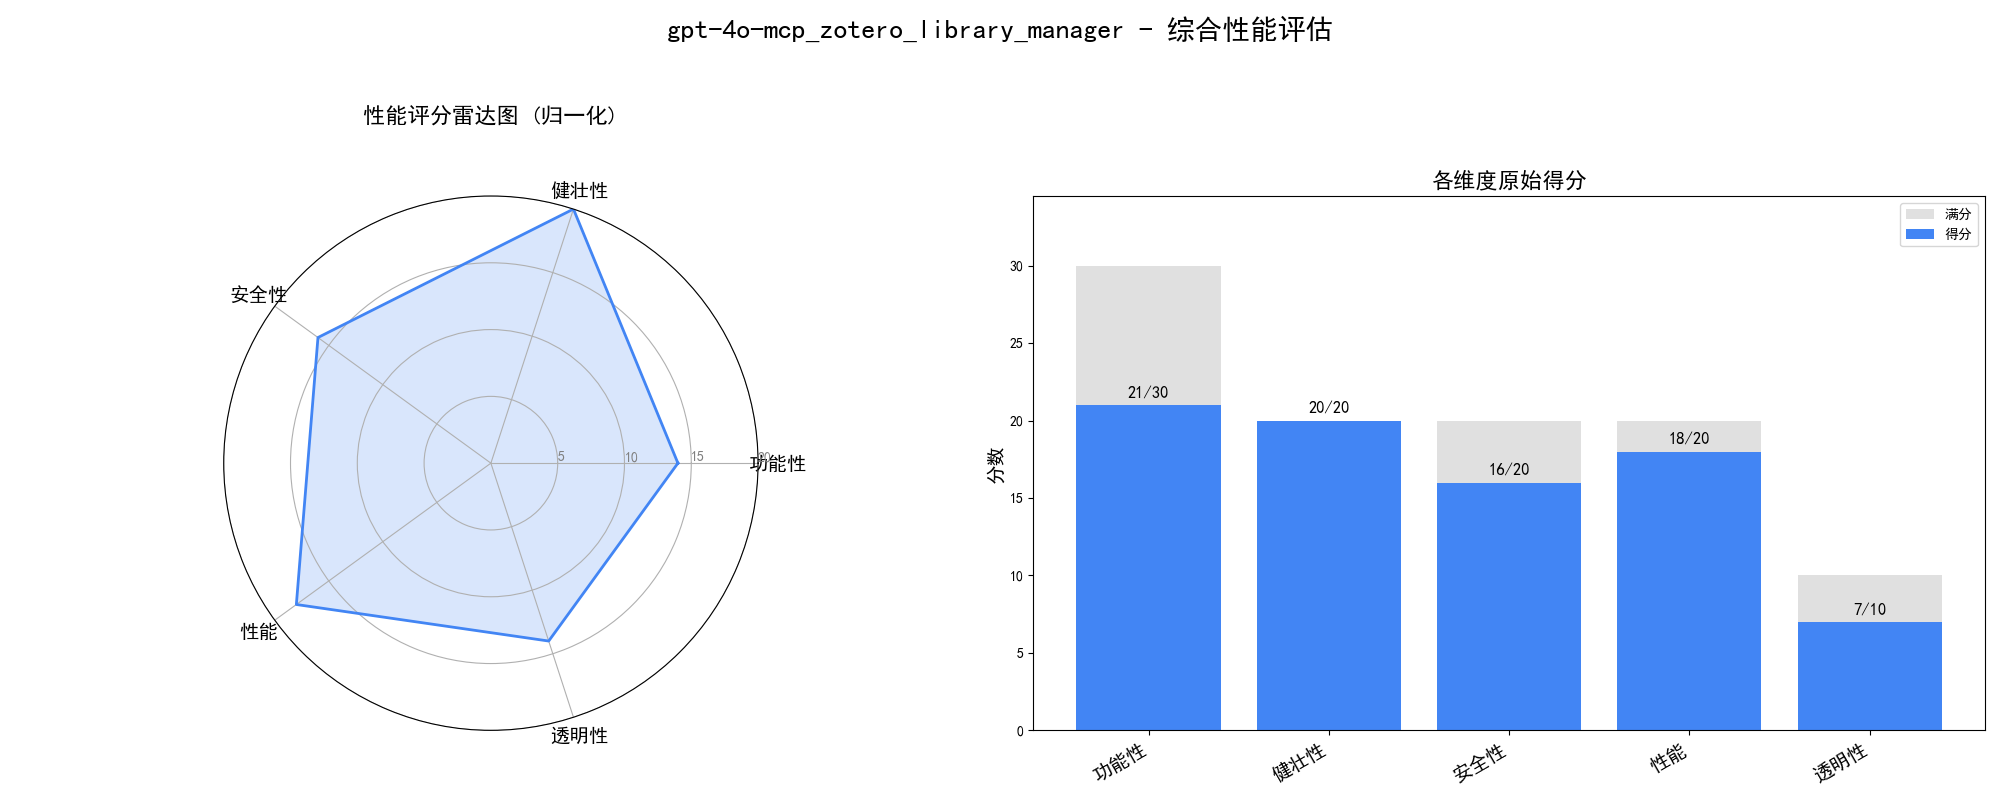 gpt-4o-mcp_zotero_library_manager - 综合性能评估
性能评分雷达图 (归一化)
健壮性
安全性
5
10
15
20
功能性
性能
透明性
各维度原始得分
满分
得分
分数
30
25
20
15
10
5
0
21/30
20/20
16/20
18/20
7/10
功能性
健壮性
安全性
性能
透明性